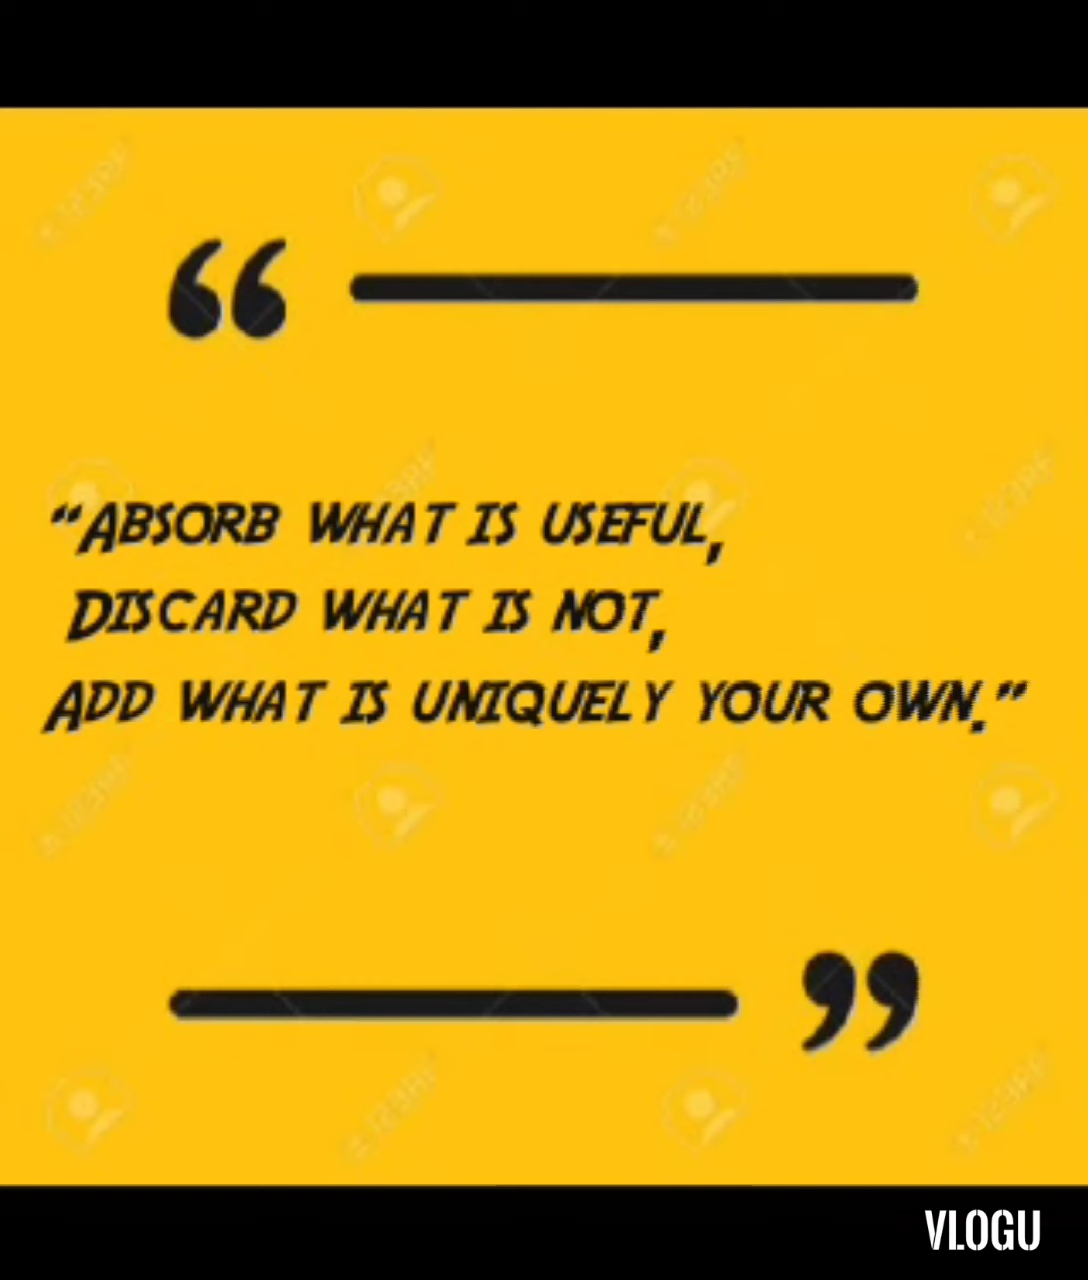 “Absorb what is useful,
Discard what is not,
Add what is uniquely your own.”
VLOGU